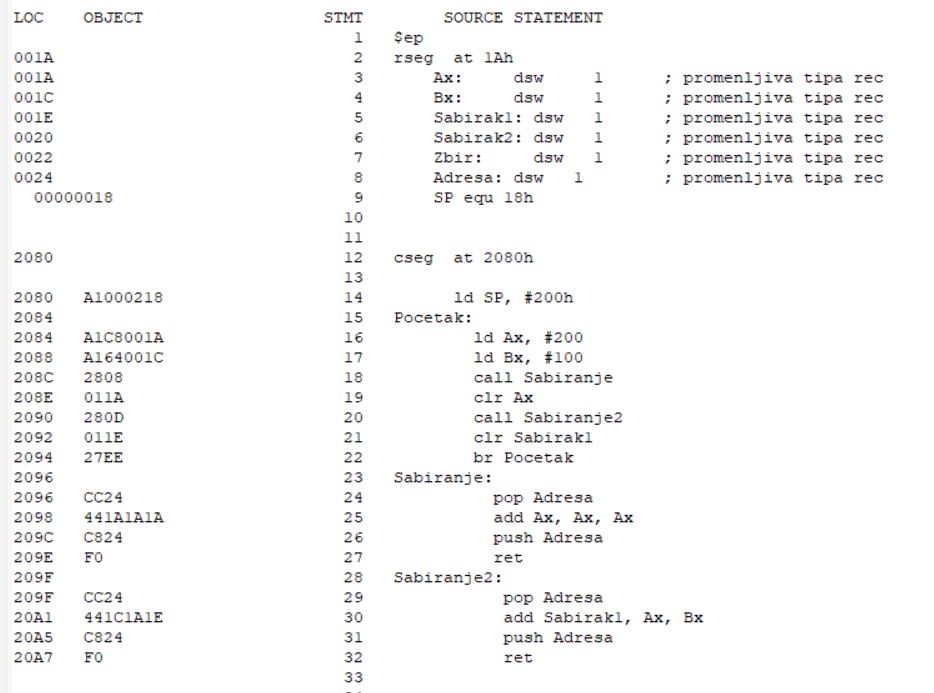 LOC    OBJECT                  STMT        SOURCE STATEMENT
                                  1   $ep
001A                              2   rseg  at 1Ah
001A                              3       Ax:     dsw     1      ; promenljiva tipa rec
001C                              4       Bx:     dsw     1      ; promenljiva tipa rec
001E                              5       Sabirak1: dsw   1      ; promenljiva tipa rec
0020                              6       Sabirak2: dsw   1      ; promenljiva tipa rec
0022                              7       Zbir:     dsw   1      ; promenljiva tipa rec
0024                              8       Adresa: dsw   1        ; promenljiva tipa rec
  00000018                        9       SP equ 18h
                                 10
                                 11
2080                             12   cseg  at 2080h
                                 13
2080   A1000218                  14         ld SP, #200h
2084                             15   Pocetak:
2084   A1C8001A                  16           ld Ax, #200
2088   A164001C                  17           ld Bx, #100
208C   2808                      18           call Sabiranje
208E   011A                      19           clr Ax
2090   280D                      20           call Sabiranje2
2092   011E                      21           clr Sabirak1
2094   27EE                      22           br Pocetak
2096                             23   Sabiranje:
2096   CC24                      24             pop Adresa
2098   441A1A1A                  25             add Ax, Ax, Ax
209C   C824                      26             push Adresa
209E   F0                        27             ret
209F                             28   Sabiranje2:
209F   CC24                      29              pop Adresa
20A1   441C1A1E                  30              add Sabirak1, Ax, Bx
20A5   C824                      31              push Adresa
20A7   F0                        32              ret
                                 33